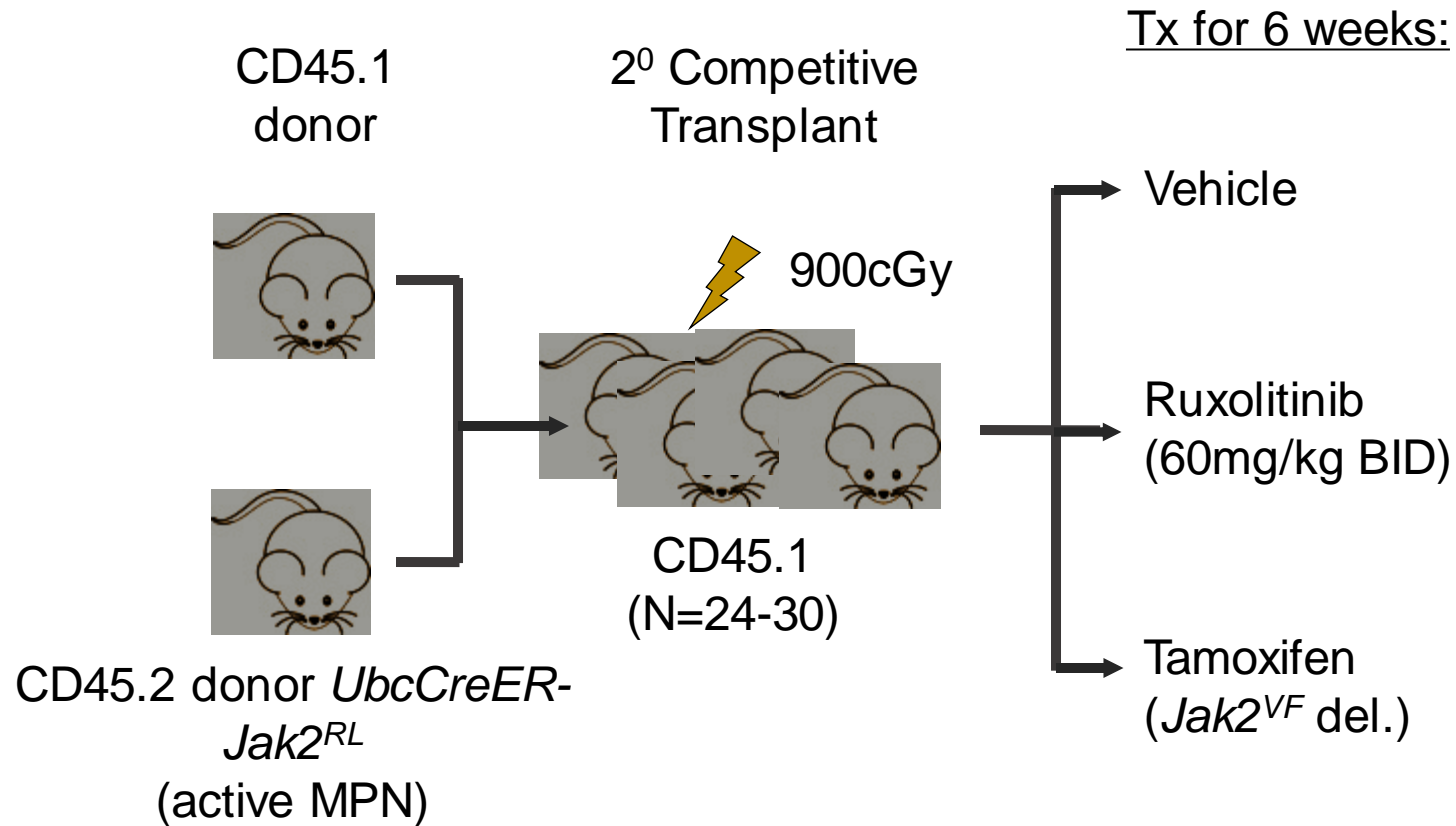 Tx for 6 weeks:
CD45.1
donor
2⁰ Competitive
Transplant
Vehicle
900cGy
Ruxolitinib
(60mg/kg BID)
CD45.1
(N=24-30)
Tamoxifen
(Jak2ⱽᶠ del.)
CD45.2 donor UbcCreER-
Jak2ᴿᴸ
(active MPN)